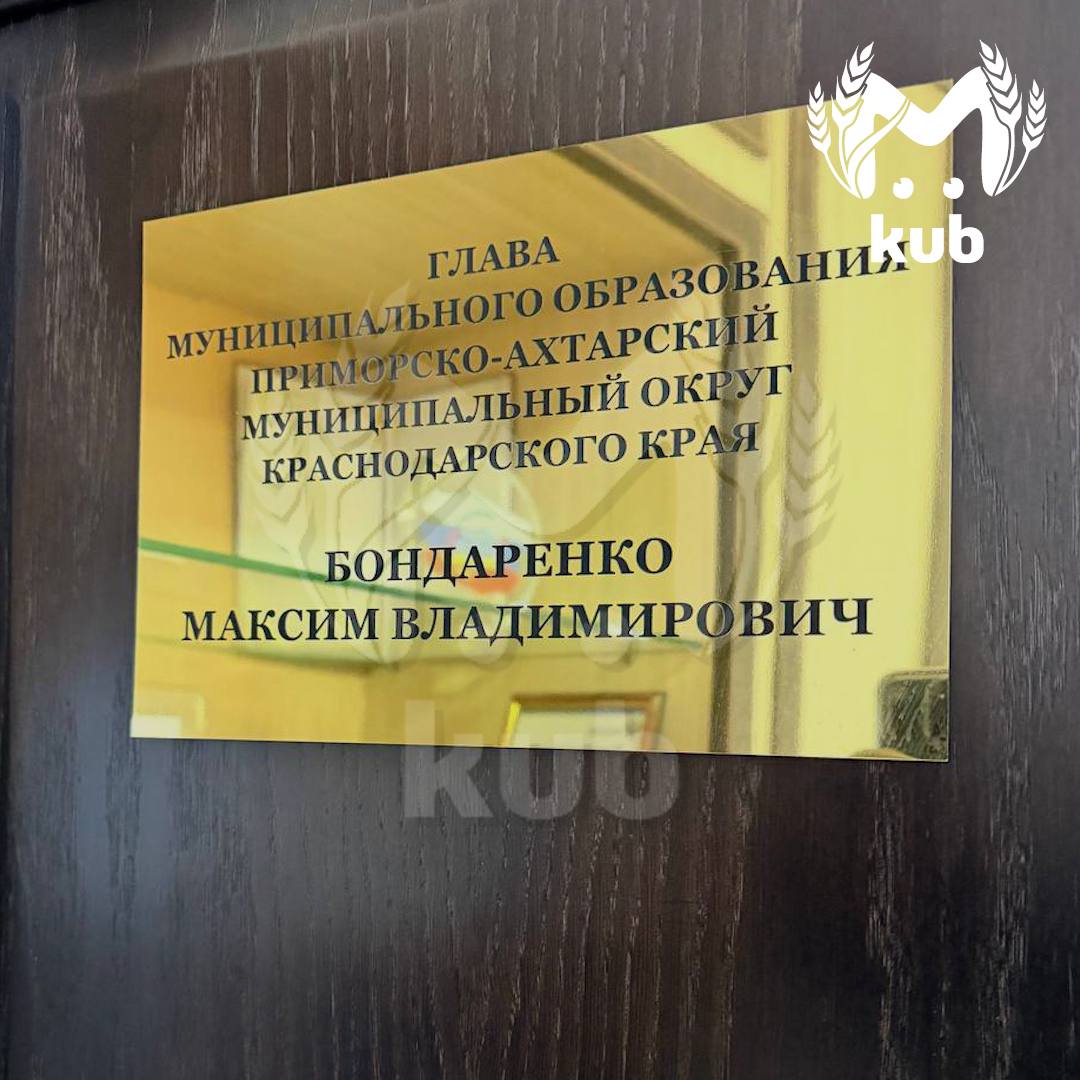 kub
ГЛАВА
МУНИЦИПАЛЬНОГО ОБРАЗОВАНИЯ
ПРИМОРСКО-АХТАРСКИЙ
МУНИЦИПАЛЬНЫЙ ОКРУГ
КРАСНОДАРСКОГО КРАЯ
БОНДАРЕНКО
МАКСИМ ВЛАДИМИРОВИЧ
kub